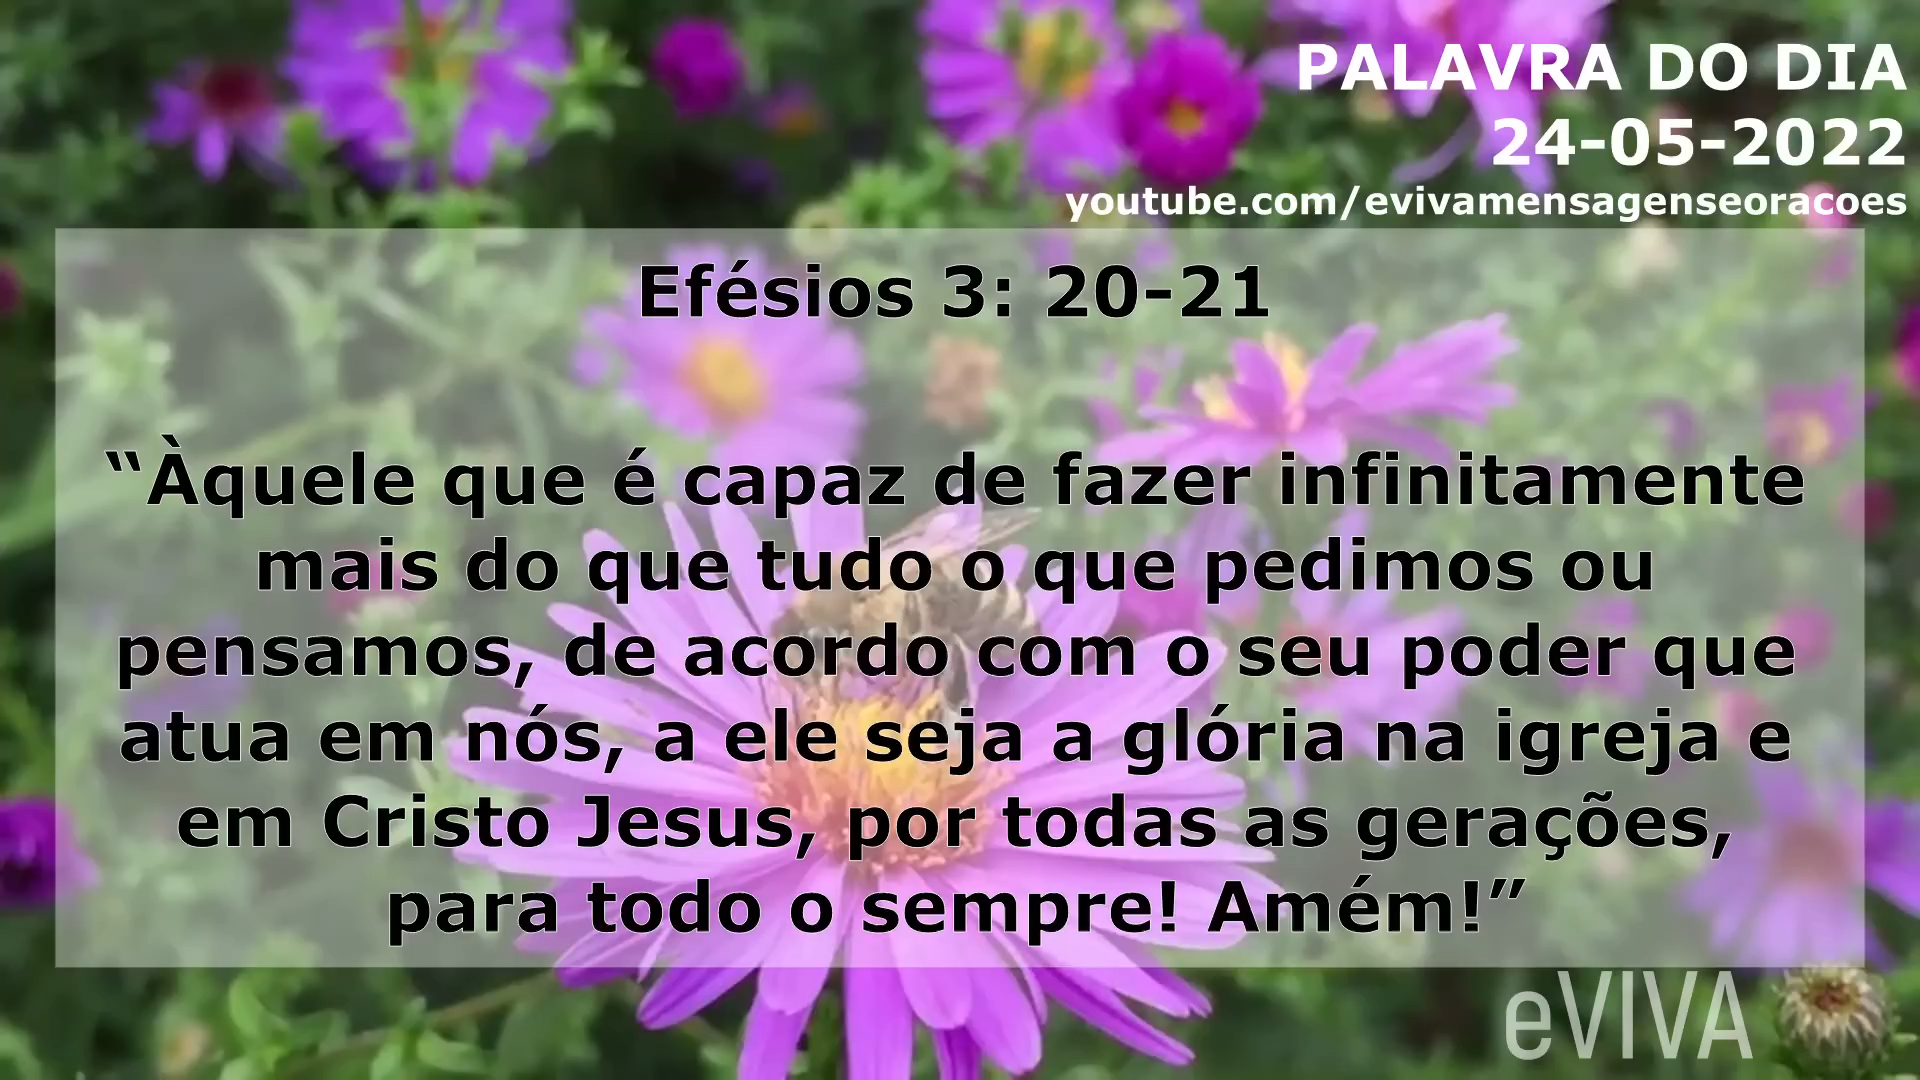 PALAVRA DO DIA
24-05-2022
youtube.com/evivamensagenseoracoes
Efésios 3: 20-21
“Àquele que é capaz de fazer infinitamente
mais do que tudo o que pedimos ou
pensamos, de acordo com o seu poder que
atua em nós, a ele seja a glória na igreja e
em Cristo Jesus, por todas as gerações,
para todo o sempre! Amém!”
eVIVA